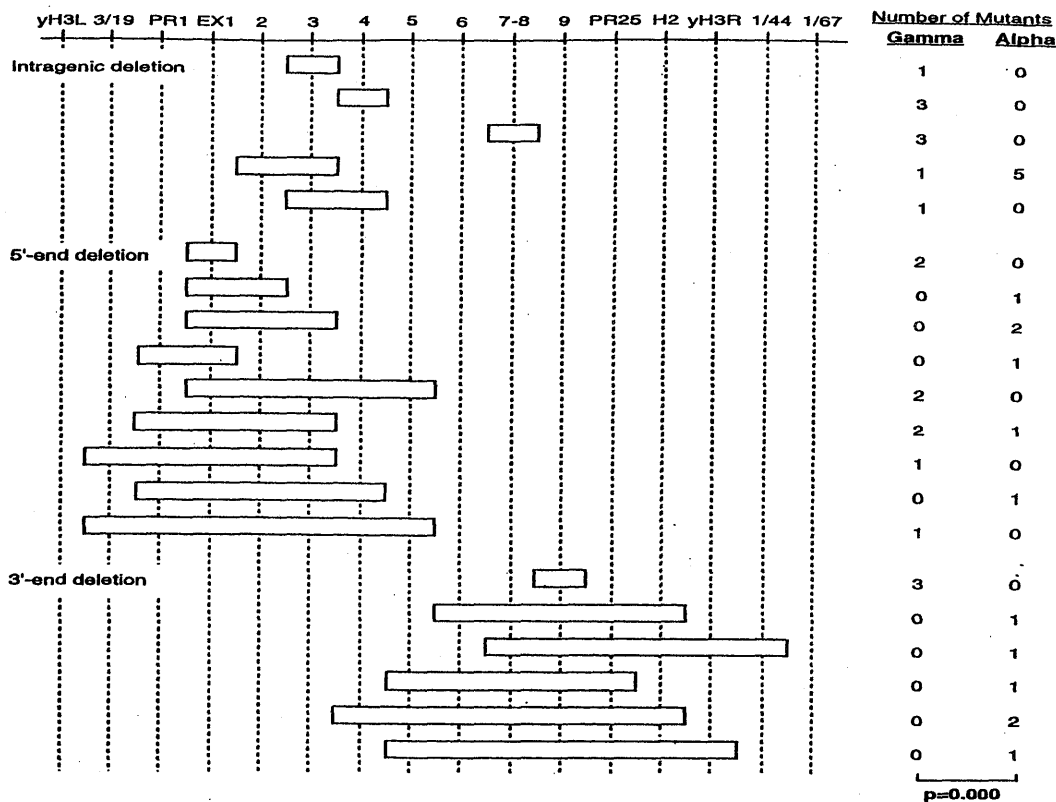 yH3L 3/19 PR1 EX1 2 3 4 5 6 7-8 9 PR25 H2 yH3R 1/44 1/67
Number of Mutants
Gamma Alpha
Intragenic deletion
1 0
3 0
3 0
1 5
1 0
5'-end deletion
2 0
0 1
0 2
0 1
2 0
2 1
1 0
0 1
1 0
3'-end deletion
3 0
0 1
0 1
0 1
0 2
0 1
p=0.000